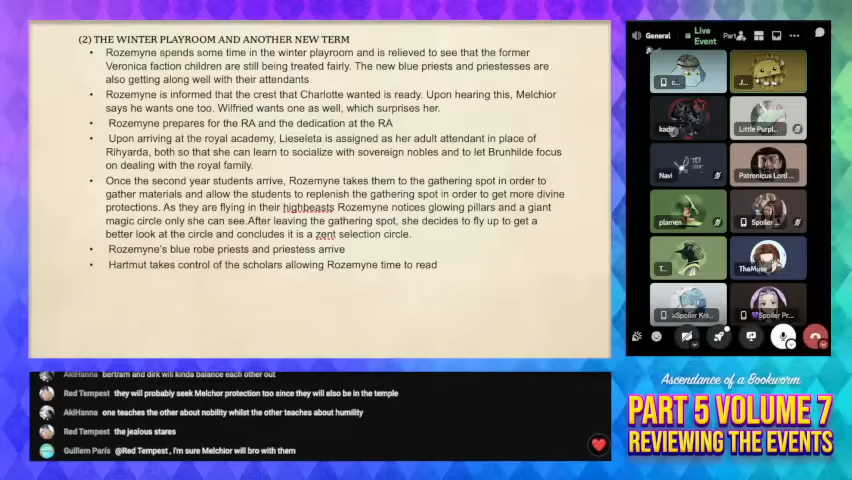 (2) THE WINTER PLAYROOM AND ANOTHER NEW TERM
• Rozemyne spends some time in the winter playroom and is relieved to see that the former
Veronica faction children are still being treated fairly. The new blue priests and priestesses are
also getting along well with their attendants
• Rozemyne is informed that the crest that Charlotte wanted is ready. Upon hearing this, Melchior
says he wants one too. Wilfried wants one as well, which surprises her.
• Rozemyne prepares for the RA and the dedication at the RA
• Upon arriving at the royal academy, Lieseleta is assigned as her adult attendant in place of
Rihyarda, both so that she can learn to socialize with sovereign nobles and to let Brunhilde focus
on dealing with the royal family.
• Once the second year students arrive, Rozemyne takes them to the gathering spot in order to
gather materials and allow the students to replenish the gathering spot in order to get more divine
protections. As they are flying in their highbeasts Rozemyne notices glowing pillars and a giant
magic circle only she can see.After leaving the gathering spot, she decides to fly up to get a
better look at the circle and concludes it is a zent selection circle.
• Rozemyne's blue robe priests and priestess arrive
• Hartmut takes control of the scholars allowing Rozemyne time to read
General
Live
Event
Part
c...
J...
kadir
Little Purpl...
Navi
Patronicus Lord ...
plamen
Spoiler
T...
TheMuse
Spoiler Kni...
Spoiler Pr...
AkiHanna bertram and dirk will kinda balance each other out
Red Tempest they will probably seek Melchor protection too since they will also be in the temple
AkiHanna one teaches the other about nobility whilst the other teaches about humility
Red Tempest the jealous stares
Guillem París @Red Tempest , I'm sure Melchior will bro with them
Ascendance of a Bookworm
PART 5 VOLUME 7
REVIEWING THE EVENTS